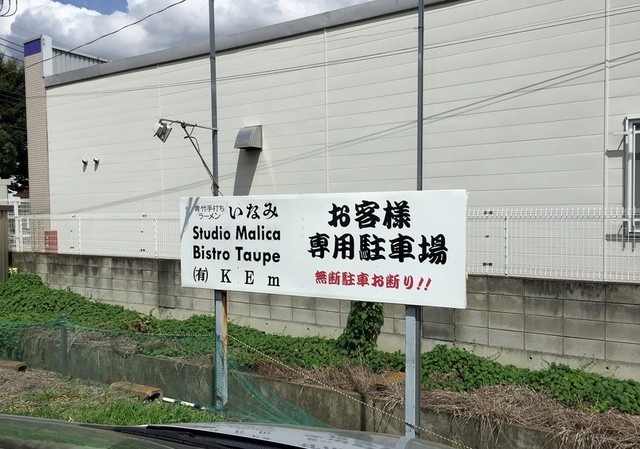 青竹手打ち
ラーメン いなみ
Studio Malica
Bistro Taupe
㈲ K E m
お客様
専用駐車場
無断駐車お断り!!